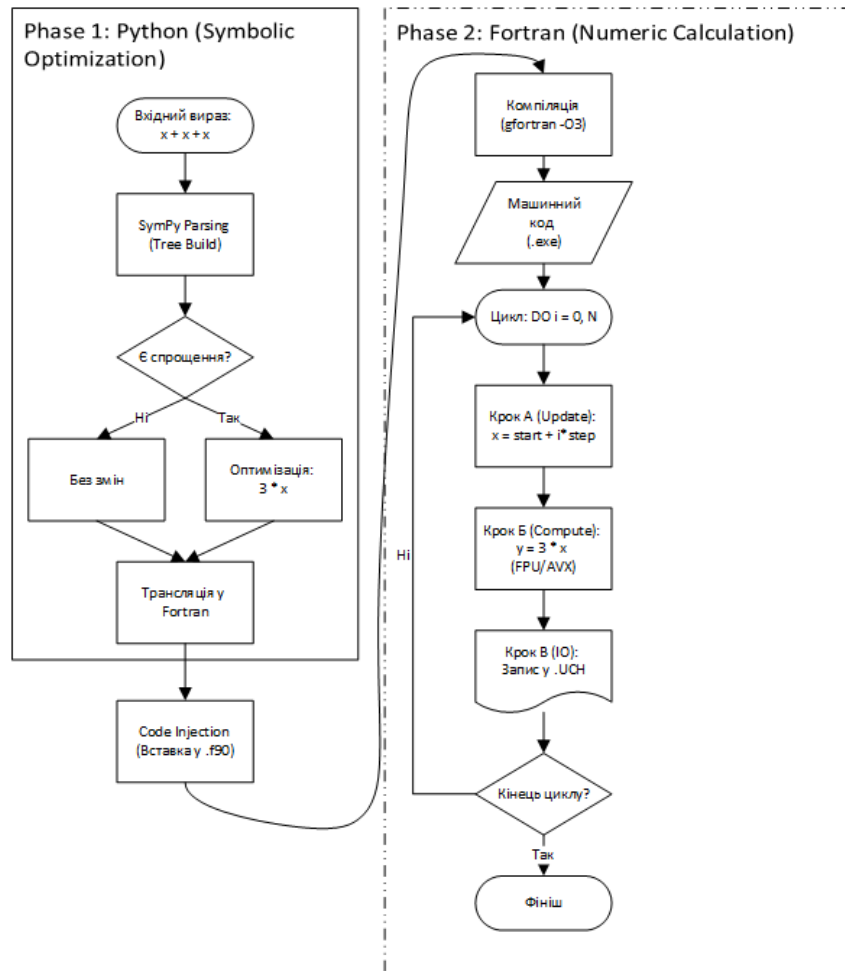 Phase 1: Python (Symbolic
Optimization)
Вхідний вираз:
x + x + x
SymPy Parsing
(Tree Build)
Є спрощення?
Ні
Так
Без змін
Оптимізація:
3 * x
Трансляція у
Fortran
Code Injection
(Вставка у .f90)
Phase 2: Fortran (Numeric Calculation)
Компіляція
(gfortran -O3)
Машинний
код
(.exe)
Цикл: DO i = 0, N
Крок А (Update):
x = start + i* step
Крок Б (Compute):
y = 3 * x
(FPU/AVX)
Ні
Крок В (IO):
Запис у .UCH
Кінець циклу?
Так
Фініш